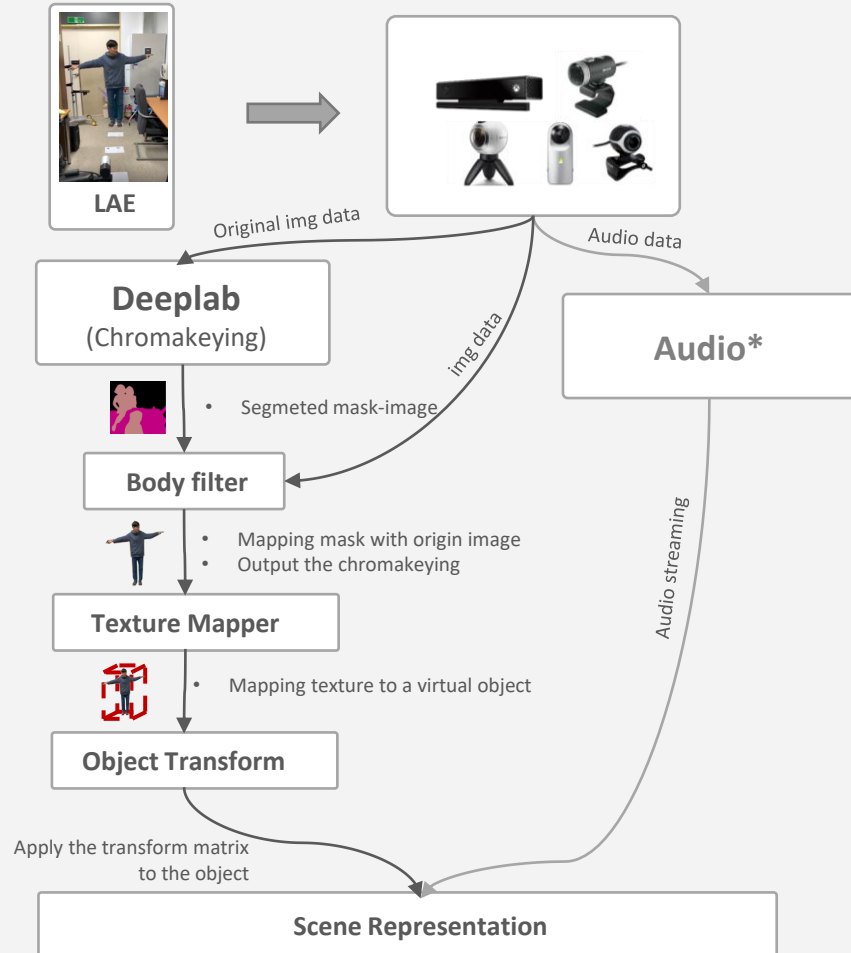 LAE
Original img data
Audio data
Deeplab
(Chromakeying)
img data
Audio*
• Segmeted mask-image
Body filter
• Mapping mask with origin image
• Output the chromakeying
Audio streaming
Texture Mapper
• Mapping texture to a virtual object
Object Transform
Apply the transform matrix
to the object
Scene Representation